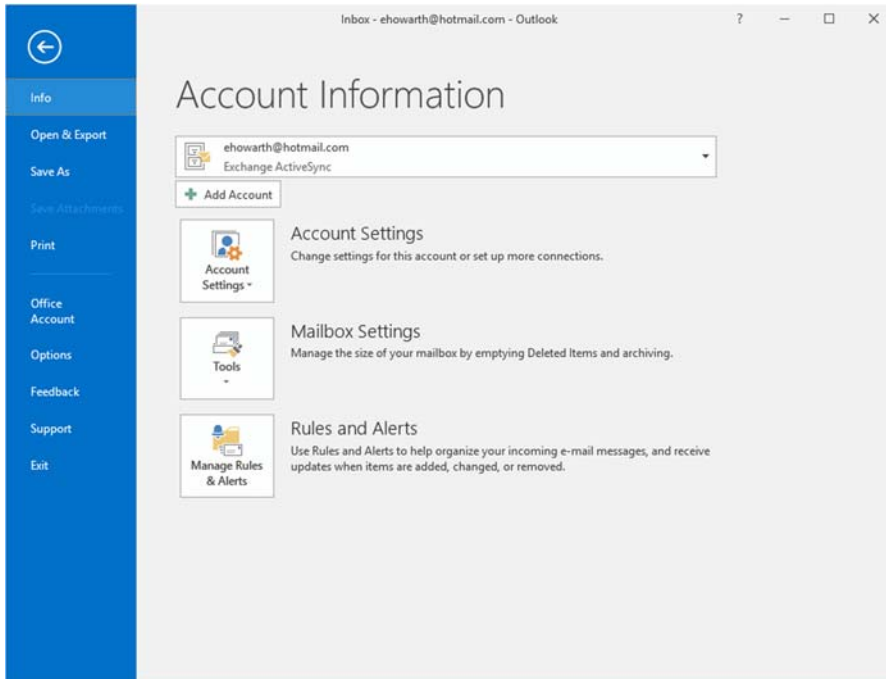 Inbox - ehowarth@hotmail.com - Outlook
?
Info
Open & Export
Save As
Save Attachments
Print
Office
Account
Options
Feedback
Support
Exit
Account Information
ehowarth@hotmail.com
Exchange ActiveSync
Add Account
Account
Settings
Account Settings
Change settings for this account or set up more connections.
Tools
Mailbox Settings
Manage the size of your mailbox by emptying Deleted Items and archiving.
Manage Rules
& Alerts
Rules and Alerts
Use Rules and Alerts to help organize your incoming e-mail messages, and receive
updates when items are added, changed, or removed.